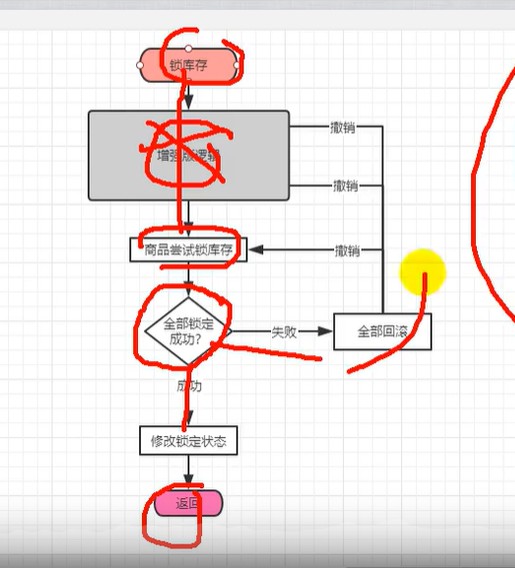 锁库存
撤销
增强版逻辑
撤销
商品尝试锁库存
撤销
全部锁定
成功?
失败
全部回滚
成功
修改锁定状态
返回